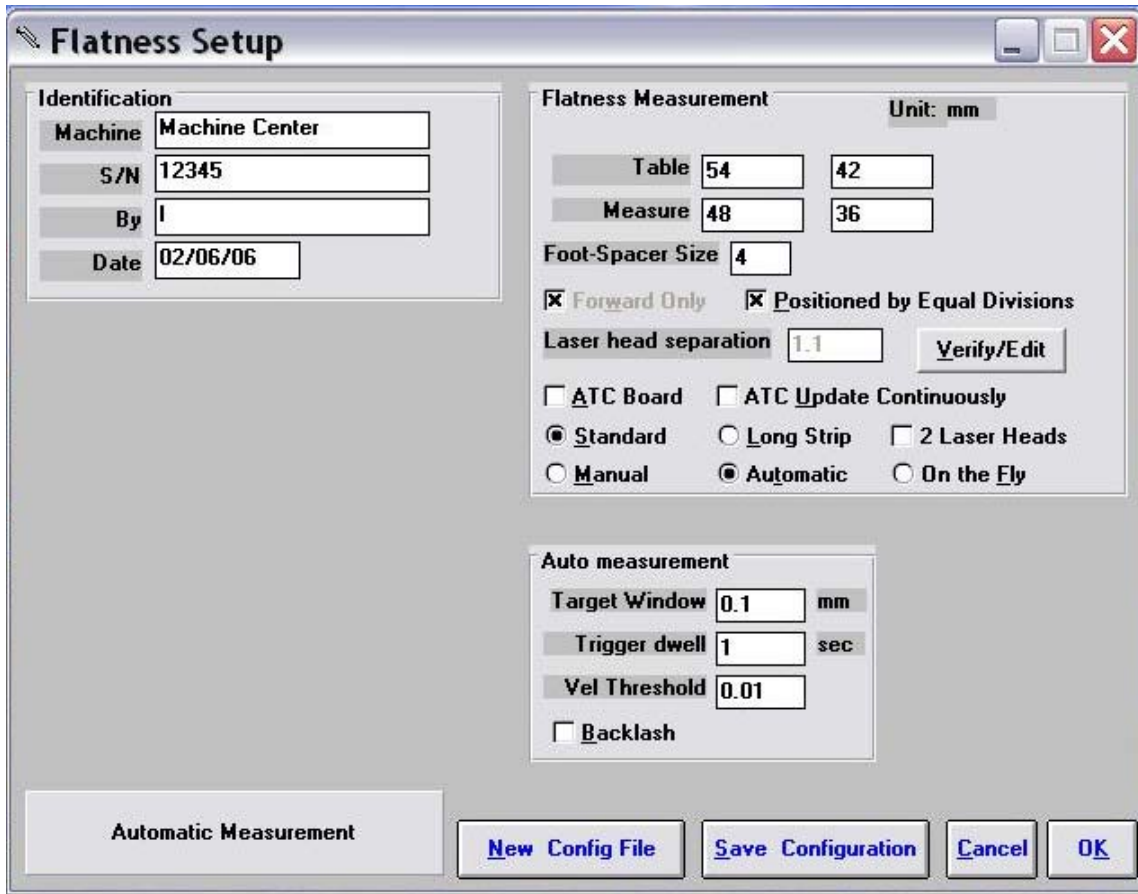 Flatness Setup
Identification
Machine Machine Center
S/N 12345
By I
Date 02/06/06
Flatness Measurement
Unit: mm
Table 54 42
Measure 48 36
Foot-Spacer Size 4
Forward Only Positioned by Equal Divisions
Laser head separation 1.1 Verify/Edit
ATC Board ATC Update Continuously
Standard Long Strip 2 Laser Heads
Manual Automatic On the Fly
Auto measurement
Target Window 0.1 mm
Trigger dwell 1 sec
Vel Threshold 0.01
Backlash
Automatic Measurement
New Config File Save Configuration Cancel OK